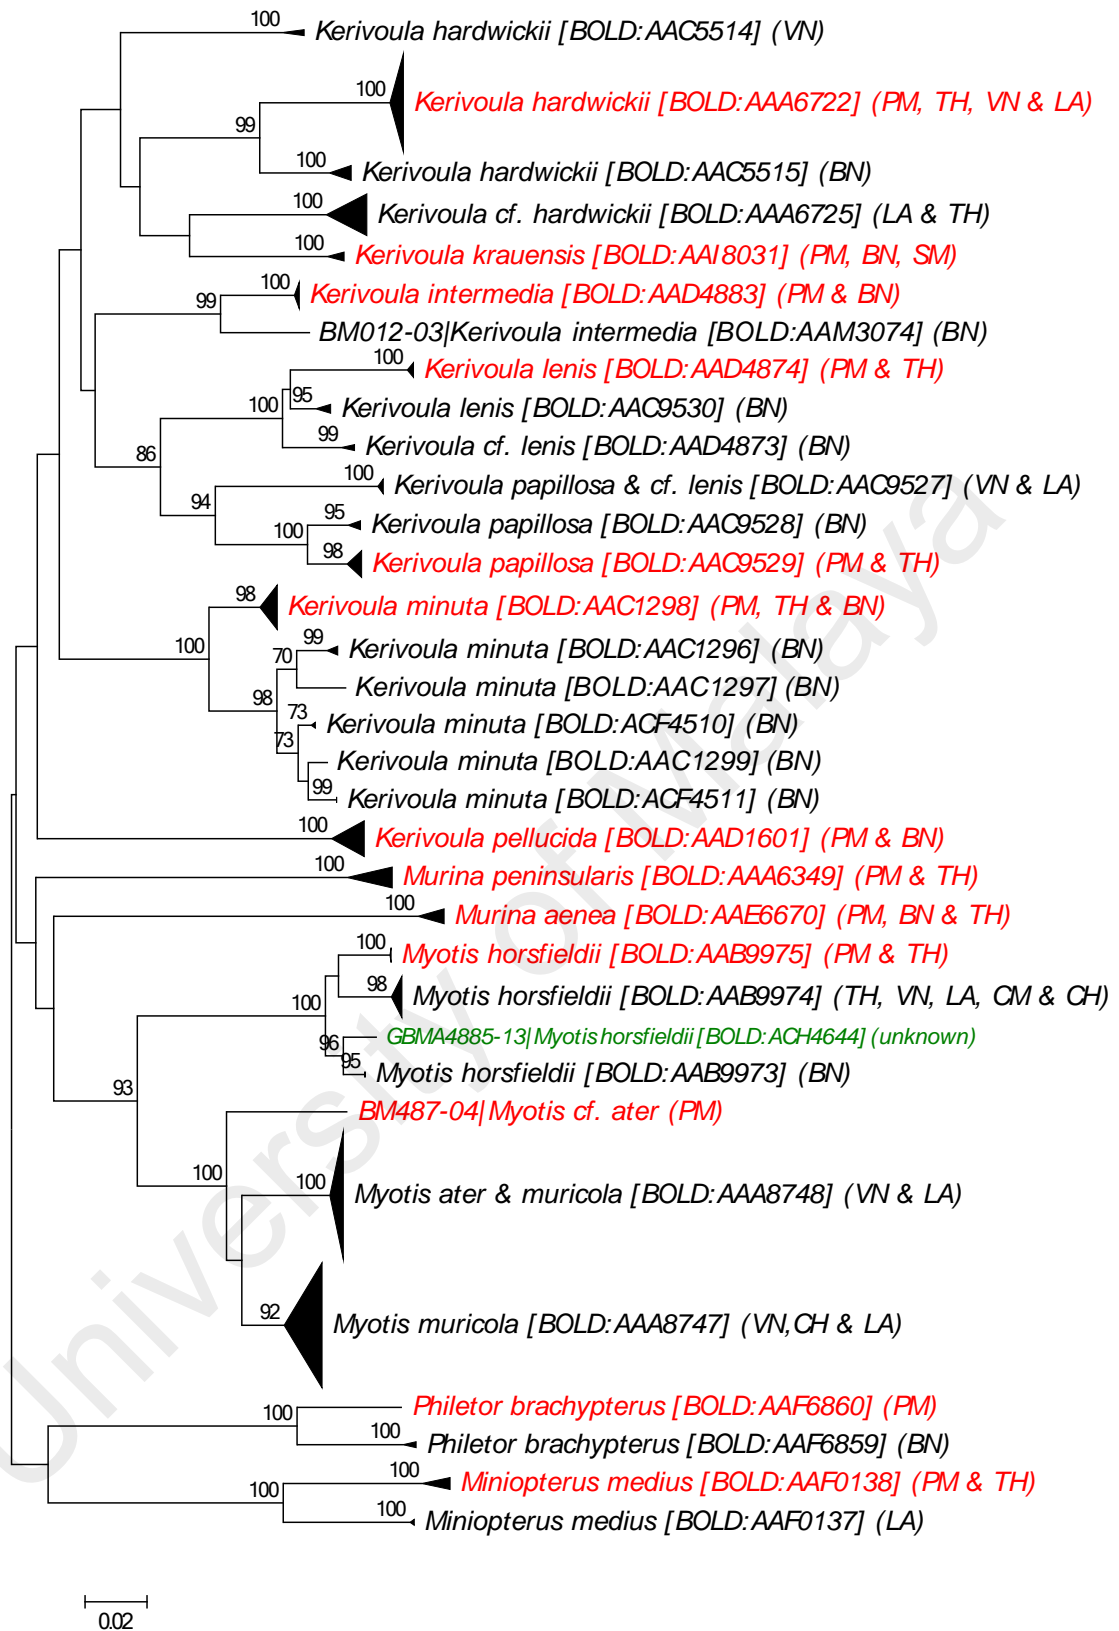 100 Kerivoula hardwickii [BOLD:AAC5514] (VN)
100 Kerivoula hardwickii [BOLD:AAA6722] (PM, TH, VN & LA)
99
100 Kerivoula hardwickii [BOLD:AAC5515] (BN)
100 Kerivoula cf. hardwickii [BOLD:AAA6725] (LA & TH)
100 Kerivoula krauensis [BOLD:AAI8031] (PM, BN, SM)
100 Kerivoula intermedia [BOLD:AAD4883] (PM & BN)
99
BM012-03|Kerivoula intermedia [BOLD:AAM3074] (BN)
100 Kerivoula lenis [BOLD:AAD4874] (PM & TH)
95 Kerivoula lenis [BOLD:AAC9530] (BN)
100
99 Kerivoula cf. lenis [BOLD:AAD4873] (BN)
86
100 Kerivoula papillosa & cf. lenis [BOLD:AAC9527] (VN & LA)
94
95 Kerivoula papillosa [BOLD:AAC9528] (BN)
100
98 Kerivoula papillosa [BOLD:AAC9529] (PM & TH)
98 Kerivoula minuta [BOLD:AAC1298] (PM, TH & BN)
100
99 Kerivoula minuta [BOLD:AAC1296] (BN)
70
Kerivoula minuta [BOLD:AAC1297] (BN)
98
73 Kerivoula minuta [BOLD:ACF4510] (BN)
73
Kerivoula minuta [BOLD:AAC1299] (BN)
99 Kerivoula minuta [BOLD:ACF4511] (BN)
100 Kerivoula pellucida [BOLD:AAD1601] (PM & BN)
100 Murina peninsularis [BOLD:AAA6349] (PM & TH)
100 Murina aenea [BOLD:AAE6670] (PM, BN & TH)
100 Myotis horsfieldii [BOLD:AAB9975] (PM & TH)
98 Myotis horsfieldii [BOLD:AAB9974] (TH, VN, LA, CM & CH)
100
GBMA4885-13|Myotis horsfieldii [BOLD:ACH4644] (unknown)
96
95 Myotis horsfieldii [BOLD:AAB9973] (BN)
93
BM487-04|Myotis cf. ater (PM)
100
100 Myotis ater & muricola [BOLD:AAA8748] (VN & LA)
92 Myotis muricola [BOLD:AAA8747] (VN,CH & LA)
Philetor brachypterus [BOLD:AAF6860] (PM)
100
100 Philetor brachypterus [BOLD:AAF6859] (BN)
100 Miniopterus medius [BOLD:AAF0138] (PM & TH)
100
100 Miniopterus medius [BOLD:AAF0137] (LA)
0.02
University of Malaya